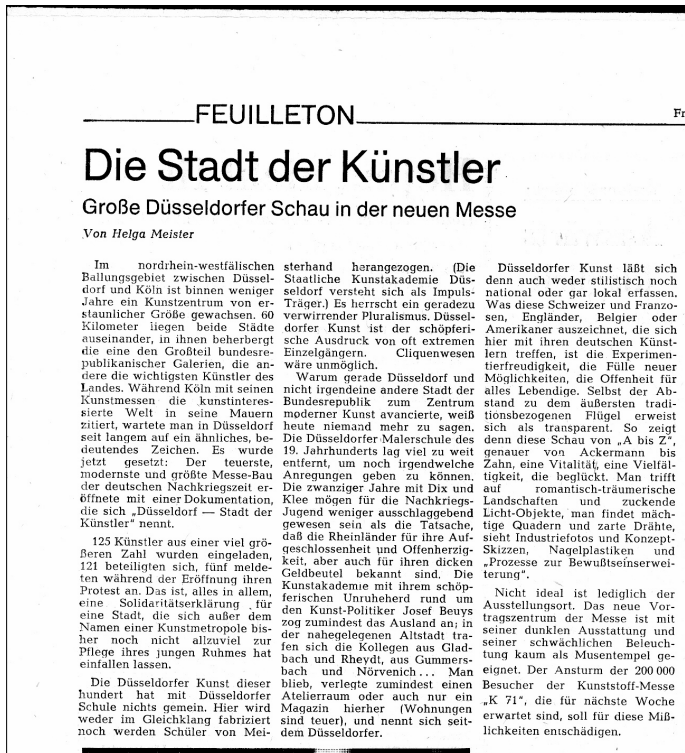 FEUILLETON
Fr
Die Stadt der Künstler
Große Düsseldorfer Schau in der neuen Messe
Von Helga Meister
Im nordrhein-westfälischen
Ballungsgebiet zwischen Düssel-
dorf und Köln ist binnen weniger
Jahre ein Kunstzentrum von er-
staunlicher Größe gewachsen. 60
Kilometer liegen beide Städte
auseinander, in ihnen beherbergt
die eine den Großteil bundesre-
publikanischer Galerien, die an-
dere die wichtigsten Künstler des
Landes. Während Köln mit seinen
Kunstmessen die kunstinteres-
sierte Welt in seine Mauern
zitiert, wartete man in Düsseldorf
seit langem auf ein ähnliches, be-
deutendes Zeichen. Es wurde
jetzt gesetzt: Der teuerste,
modernste und größte Messe-Bau
der deutschen Nachkriegszeit er-
öffnete mit einer Dokumentation,
die sich „Düsseldorf — Stadt der
Künstler" nennt.
125 Künstler aus einer viel grö-
ßeren Zahl wurden eingeladen,
121 beteiligten sich, fünf melde-
ten während der Eröffnung ihren
Protest an. Das ist, alles in allem,
eine Solidaritätserklärung für
eine Stadt, die sich außer dem
Namen einer Kunstmetropole bis-
her noch nicht allzuviel zur
Pflege ihres jungen Ruhmes hat
einfallen lassen.
Die Düsseldorfer Kunst dieser
hundert hat mit Düsseldorfer
Schule nichts gemein. Hier wird
weder im Gleichklang fabriziert
noch werden Schüler von Mei-
sterhand herangezogen. (Die
Staatliche Kunstakademie Düs-
seldorf versteht sich als Impuls-
Träger.) Es herrscht ein geradezu
verwirrender Pluralismus. Düssel-
dorfer Kunst ist der schöpferi-
sche Ausdruck von oft extremen
Einzelgängern. Cliquenwesen
wäre unmöglich.
Warum gerade Düsseldorf und
nicht irgendeine andere Stadt der
Bundesrepublik zum Zentrum
moderner Kunst avancierte, weiß
heute niemand mehr zu sagen.
Die Düsseldorfer Malerschule des
19. Jahrhunderts lag viel zu weit
entfernt, um noch irgendwelche
Anregungen geben zu können.
Die zwanziger Jahre mit Dix und
Klee mögen für die Nachkriegs-
Jugend weniger ausschlaggebend
gewesen sein als die Tatsache,
daß die Rheinländer für ihre Auf-
geschlossenheit und Offenherzig-
keit, aber auch für ihren dicken
Geldbeutel bekannt sind. Die
Kunstakademie mit ihrem schöp-
ferischen Unruheherd rund um
den Kunst-Politiker Josef Beuys
zog zumindest das Ausland an; in
der nahegelegenen Altstadt tra-
fen sich die Kollegen aus Glad-
bach und Rheydt, aus Gummers-
bach und Nörvenich... Man
blieb, verlegte zumindest einen
Atelierraum oder auch nur ein
Magazin hierher (Wohnungen
sind teuer), und nennt sich seit-
dem Düsseldorfer.
Düsseldorfer Kunst läßt sich
denn auch weder stilistisch noch
national oder gar lokal erfassen.
Was diese Schweizer und Franzo-
sen, Engländer, Belgier oder
Amerikaner auszeichnet, die sich
hier mit ihren deutschen Künst-
lern treffen, ist die Experimen-
tierfreudigkeit, die Fülle neuer
Möglichkeiten, die Offenheit für
alles Lebendige. Selbst der Ab-
stand zu dem äußersten tradi-
tionsbezogenen Flügel erweist
sich als transparent. So zeigt
denn diese Schau von „A bis Z",
genauer von Ackermann bis
Zahn, eine Vitalität, eine Vielfäl-
tigkeit, die beglückt. Man trifft
auf romantisch-träumerische
Landschaften und zuckende
Licht-Objekte, man findet mäch-
tige Quadern und zarte Drähte,
sieht Industriefotos und Konzept-
Skizzen, Nagelplastiken und
„Prozesse zur Bewußtseinserwei-
terung".
Nicht ideal ist lediglich der
Ausstellungsort. Das neue Vor-
tragszentrum der Messe ist mit
seiner dunklen Ausstattung und
seiner schwächlichen Beleuch-
tung kaum als Musentempel ge-
eignet. Der Ansturm der 200 000
Besucher der Kunststoff-Messe
„K 71", die für nächste Woche
erwartet sind, soll für diese Miß-
lichkeiten entschädigen.